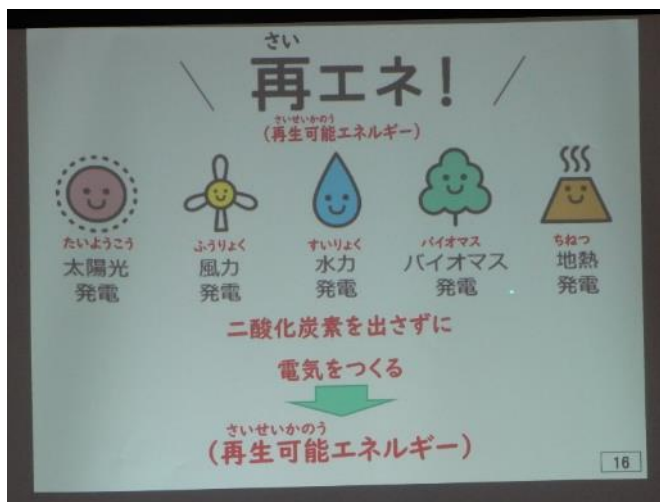 さい
再エネ!
さいせいかのう
(再生可能エネルギー)
たいようこう
太陽光
発電
ふうりょく
風力
発電
すいりょく
水力
発電
バイオマス
バイオマス
発電
ちねつ
地熱
発電
二酸化炭素を出さずに
電気をつくる
さいせいかのう
(再生可能エネルギー)
16